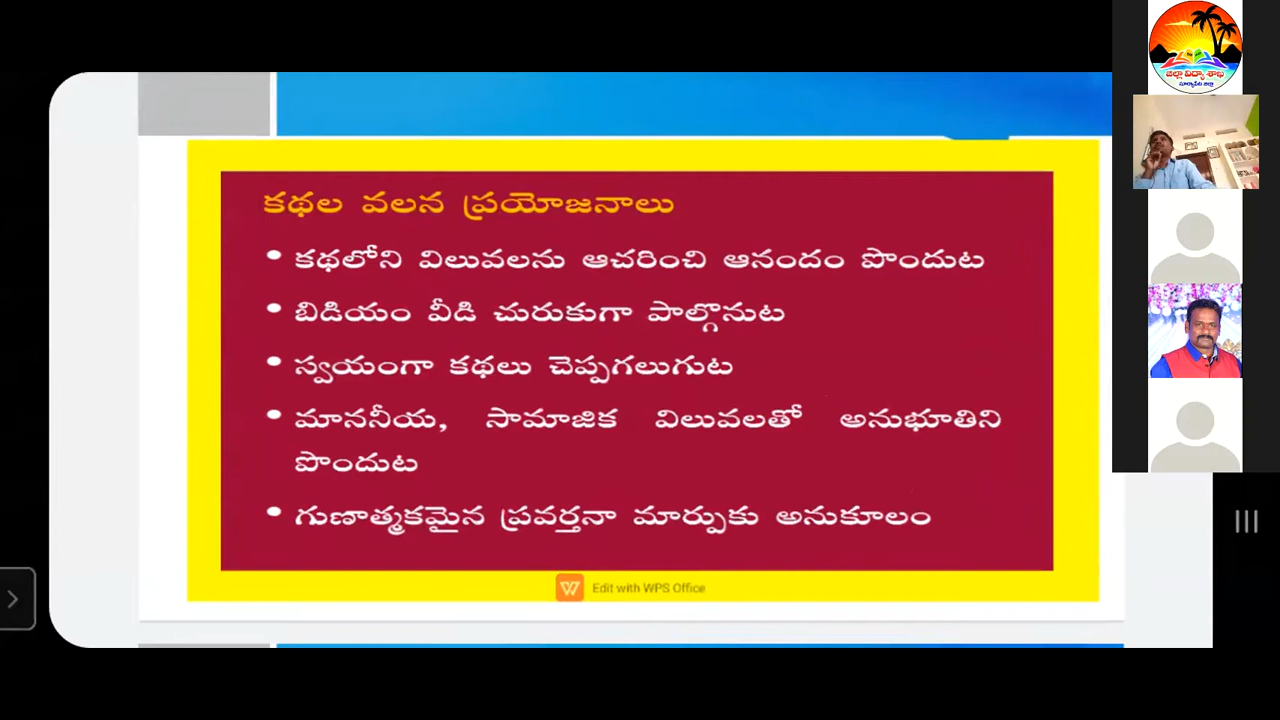 కథల వలన ప్రయోజనాలు
• కథలోని విలువలను ఆచరించి ఆనందం పొందుట
• బిడియం వీడి చురుకుగా పాల్గొనుట
• స్వయంగా కథలు చెప్పగలుగుట
• మాననీయ, సామాజిక విలువలతో అనుభూతిని
పొందుట
• గుణాత్మకమైన ప్రవర్తనా మార్పుకు అనుకూలం
Edit with WPS Office
జిల్లా విద్యా శాఖ
సూర్యాపేట జిల్లా